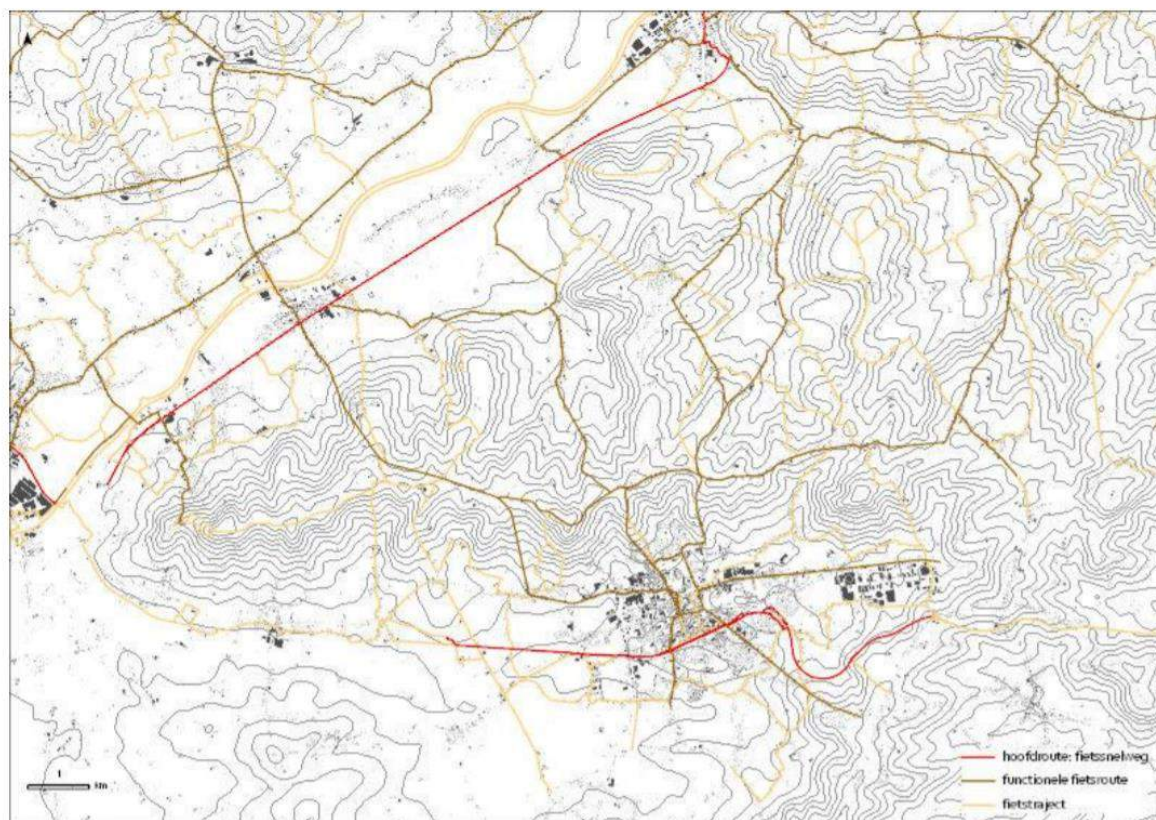 1
km
hoofdroute: fietssnelweg
functionele fietsroute
fietstraject